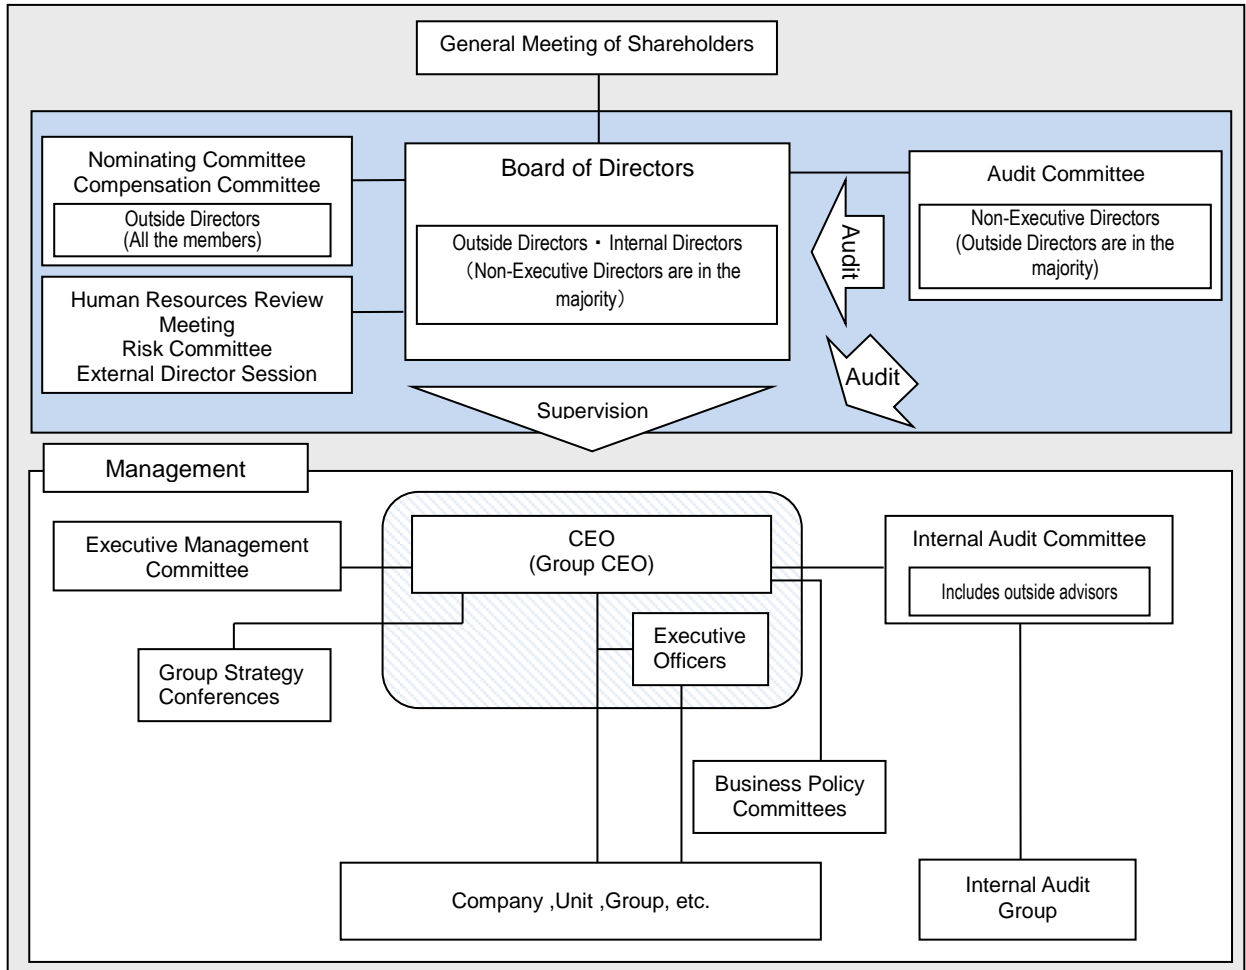 General Meeting of Shareholders
Nominating Committee
Compensation Committee
Outside Directors
(All the members)
Human Resources Review
Meeting
Risk Committee
External Director Session
Board of Directors
Outside Directors・Internal Directors
（Non-Executive Directors are in the
majority）
Audit
Audit Committee
Non-Executive Directors
(Outside Directors are in the
majority)
Audit
Supervision
Management
Executive Management
Committee
CEO
(Group CEO)
Internal Audit Committee
Includes outside advisors
Executive
Officers
Group Strategy
Conferences
Business Policy
Committees
Company ,Unit ,Group, etc.
Internal Audit
Group